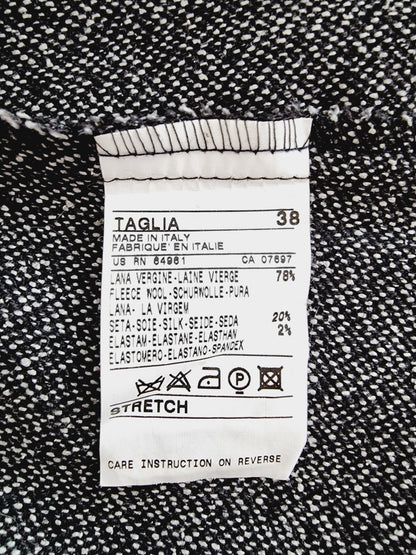 TAGLIA 38
MADE IN ITALY
FABRIQUE' EN ITALIE
US RN 64961 CA 07697
LANA VERGINE-LAINE VIERGE 78%
FLEECE WOOL-SCHURWOLLE-PURA
LANA- LA VIRGEM
SETA-SOIE-SILK-SEIDE-SEDA 20%
ELASTAM-ELASTANE-ELASTHAN 2%
ELASTOMERO-ELASTANO-SPANDEX
P
STRETCH
CARE INSTRUCTION ON REVERSE